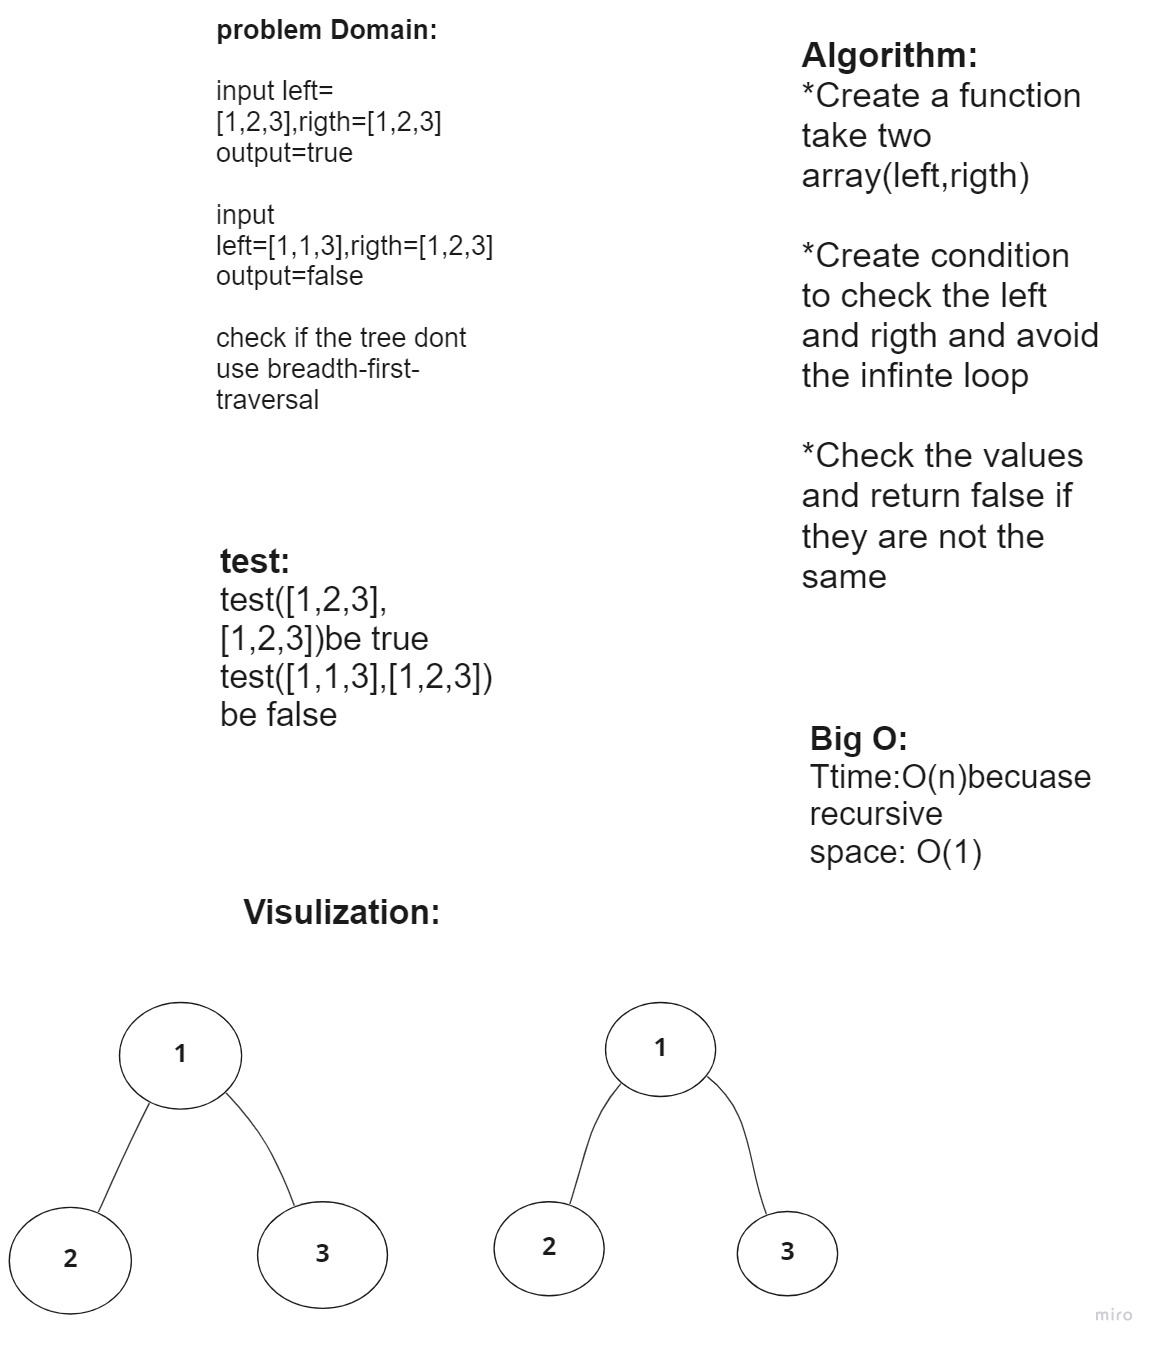 problem Domain:
input left=
[1,2,3],rigth=[1,2,3]
output=true
input
left=[1,1,3],rigth=[1,2,3]
output=false
check if the tree dont
use breadth-first-
traversal
test:
test([1,2,3],
[1,2,3])be true
test([1,1,3],[1,2,3])
be false
Algorithm:
*Create a function
take two
array(left,rigth)
*Create condition
to check the left
and rigth and avoid
the infinte loop
*Check the values
and return false if
they are not the
same
Big O:
Ttime:O(n)becuase
recursive
space: O(1)
Visulization:
1
2
3
1
2
3
miro